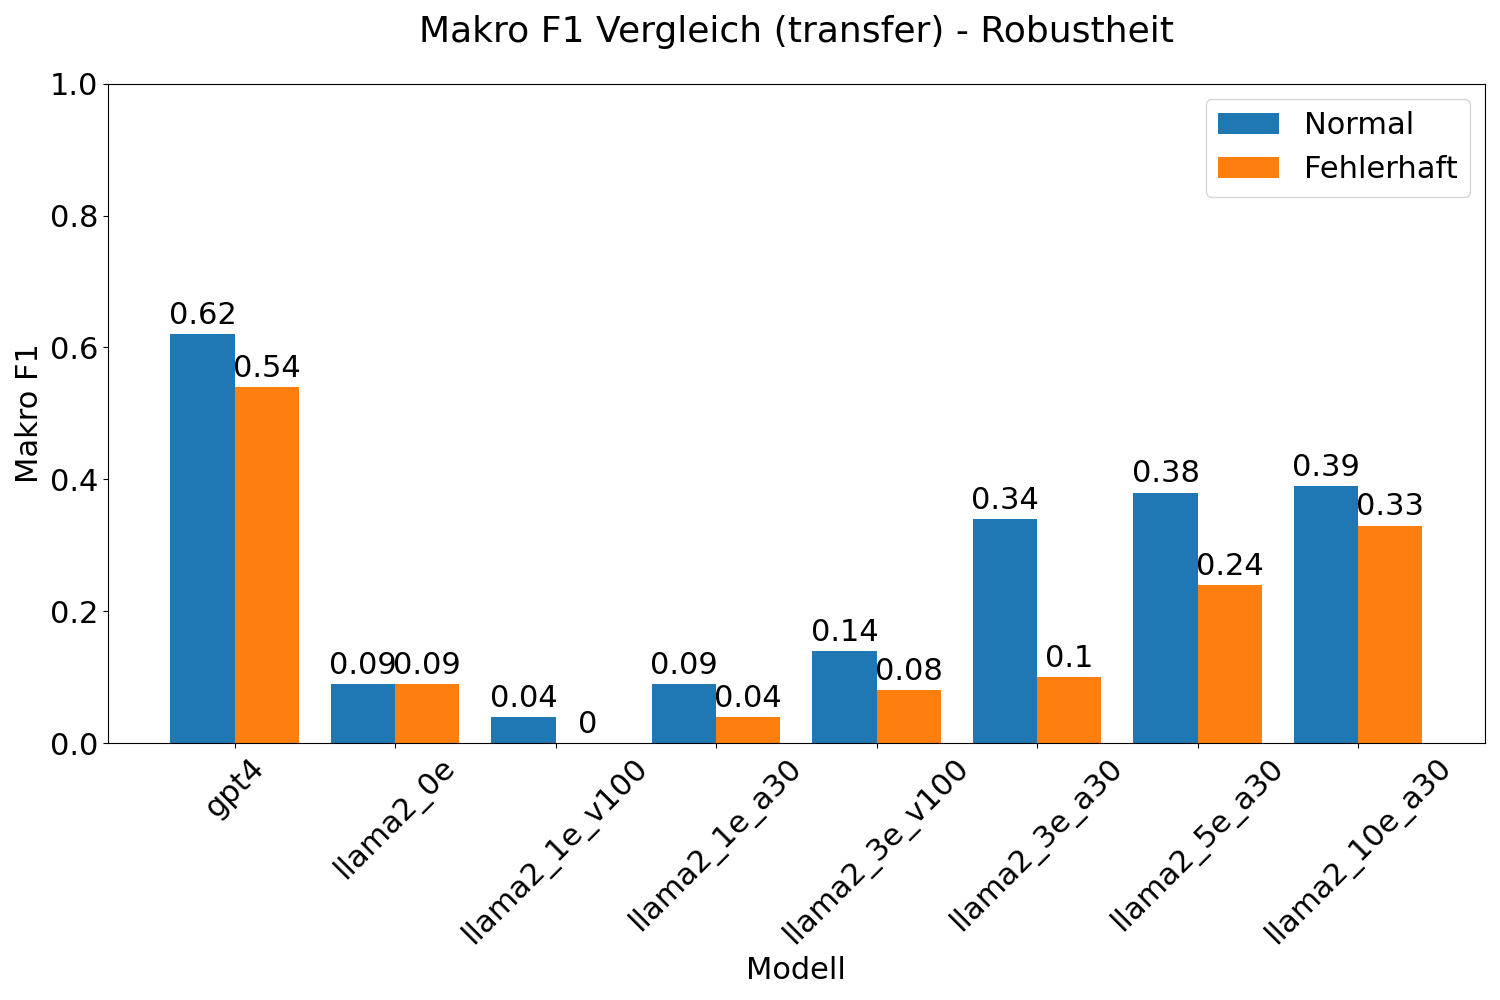 Makro F1 Vergleich (transfer) - Robustheit
Normal
Fehlerhaft
Makro F1
1.0
0.8
0.6
0.4
0.2
0.0
0.62
0.54
0.09
0.09
0.04
0
0.09
0.04
0.14
0.08
0.34
0.1
0.38
0.24
0.39
0.33
gpt4
llama2_0e
llama2_1e_v100
llama2_1e_a30
llama2_3e_v100
llama2_3e_a30
llama2_5e_a30
llama2_10e_a30
Modell